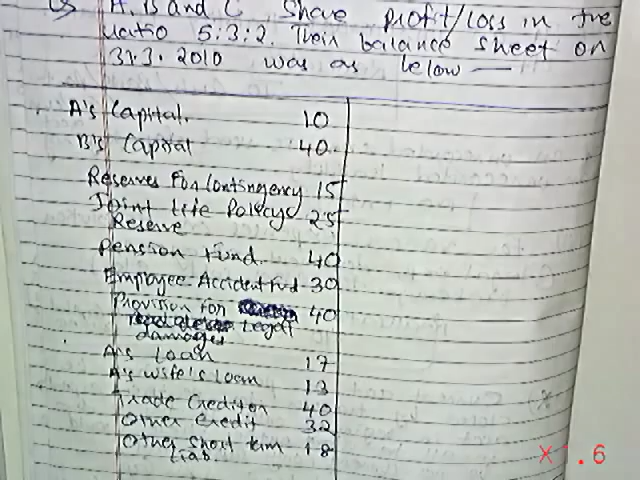 A, B and C share profit/loss in the
ratio 5:3:2. Their balance sheet on
31.3.2010 was as below —
A's Capital. 10
B's Capital 40
Reserves For Contingency 15
Joint Life Policy 25
Reserve
Pension Fund. 40
Employee Accident Fund 30
Provision For 40
Legal
damages
A's Loan 17
A's Wife's Loan 13
Trade Creditor 40
Other Credit 32
Other Short term 18
Liab.
×1.6